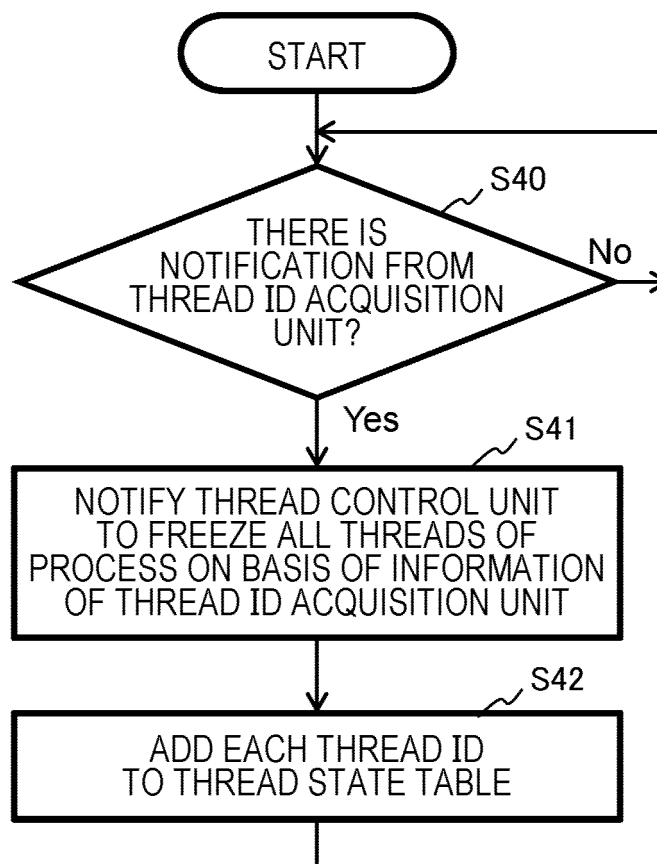 START
S40
THERE IS
NOTIFICATION FROM
THREAD ID ACQUISITION
UNIT?
No
Yes
S41
NOTIFY THREAD CONTROL UNIT
TO FREEZE ALL THREADS OF
PROCESS ON BASIS OF INFORMATION
OF THREAD ID ACQUISITION UNIT
S42
ADD EACH THREAD ID
TO THREAD STATE TABLE